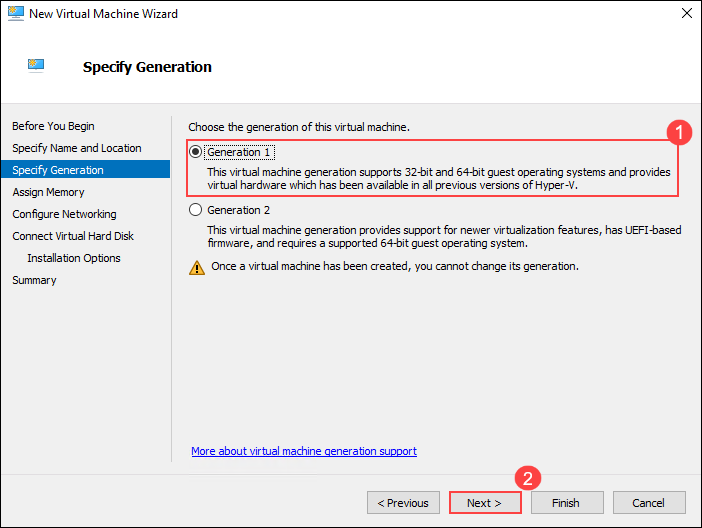 New Virtual Machine Wizard
Specify Generation
Before You Begin
Specify Name and Location
Specify Generation
Assign Memory
Configure Networking
Connect Virtual Hard Disk
Installation Options
Summary
Choose the generation of this virtual machine.
1
Generation 1
This virtual machine generation supports 32-bit and 64-bit guest operating systems and provides
virtual hardware which has been available in all previous versions of Hyper-V.
Generation 2
This virtual machine generation provides support for newer virtualization features, has UEFI-based
firmware, and requires a supported 64-bit guest operating system.
Once a virtual machine has been created, you cannot change its generation.
More about virtual machine generation support
2
< Previous
Next >
Finish
Cancel